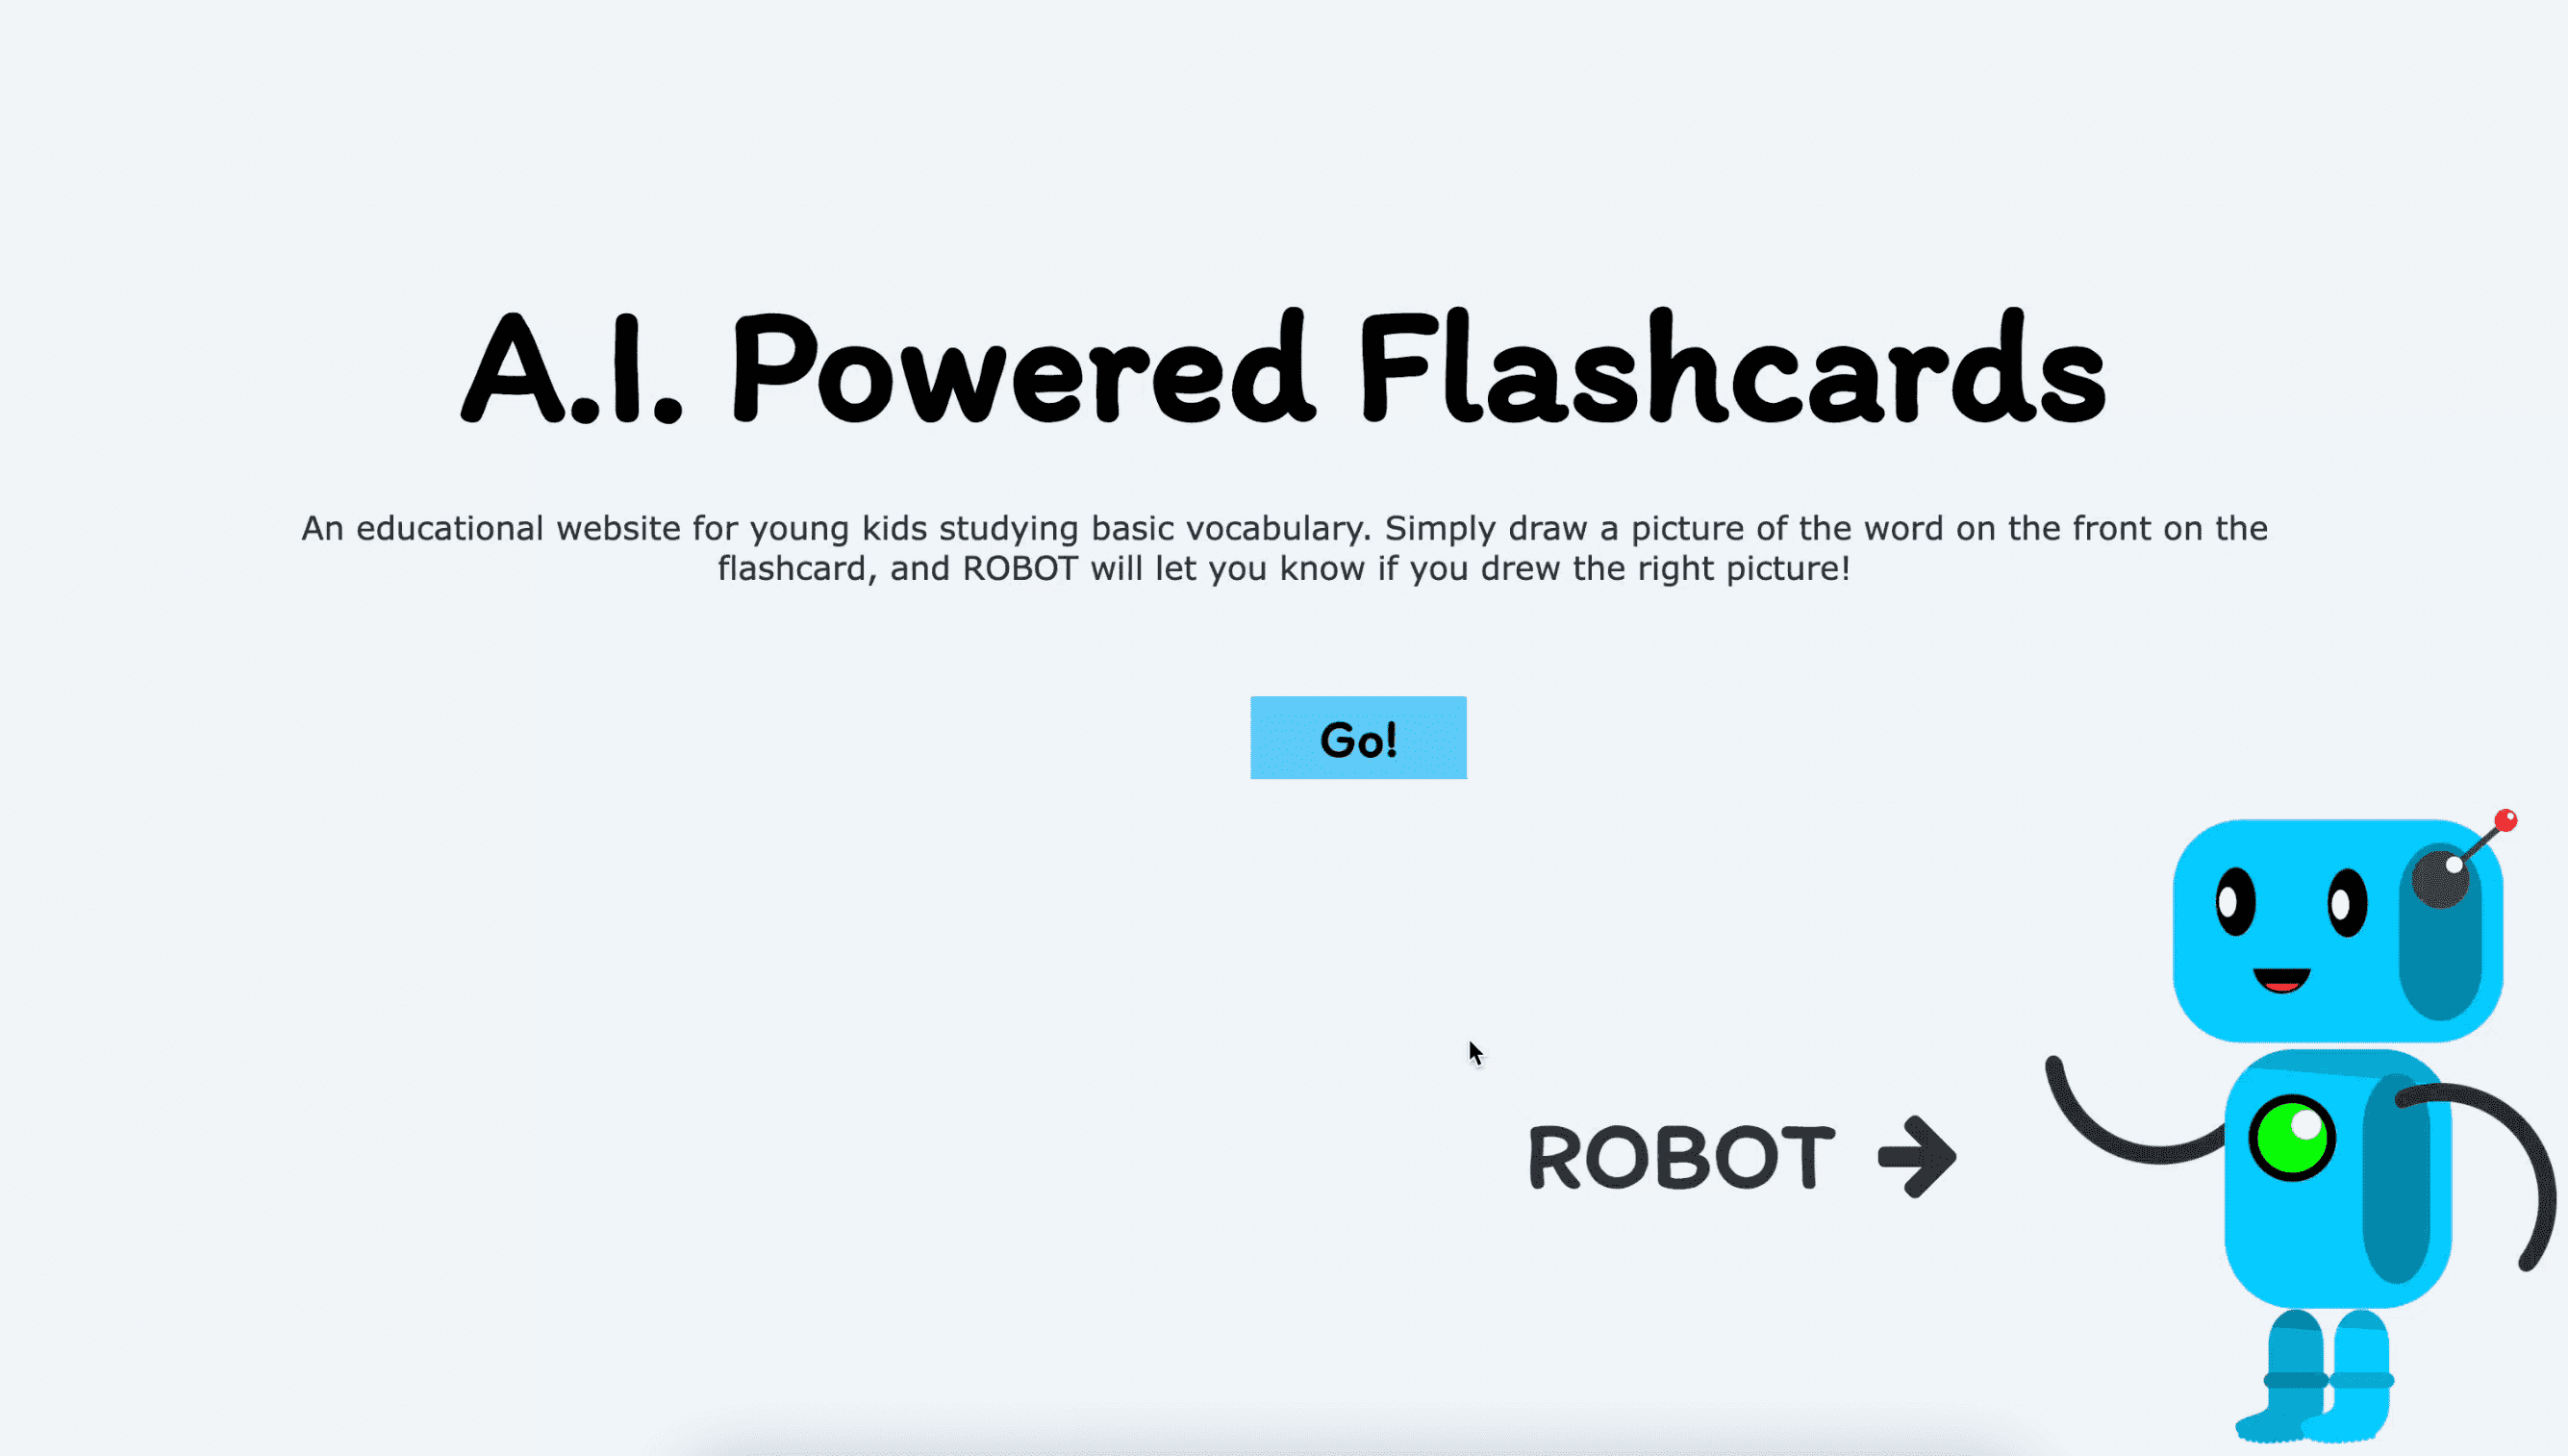 A.I. Powered Flashcards
An educational website for young kids studying basic vocabulary. Simply draw a picture of the word on the front on the
flashcard, and ROBOT will let you know if you drew the right picture!
Go!
ROBOT